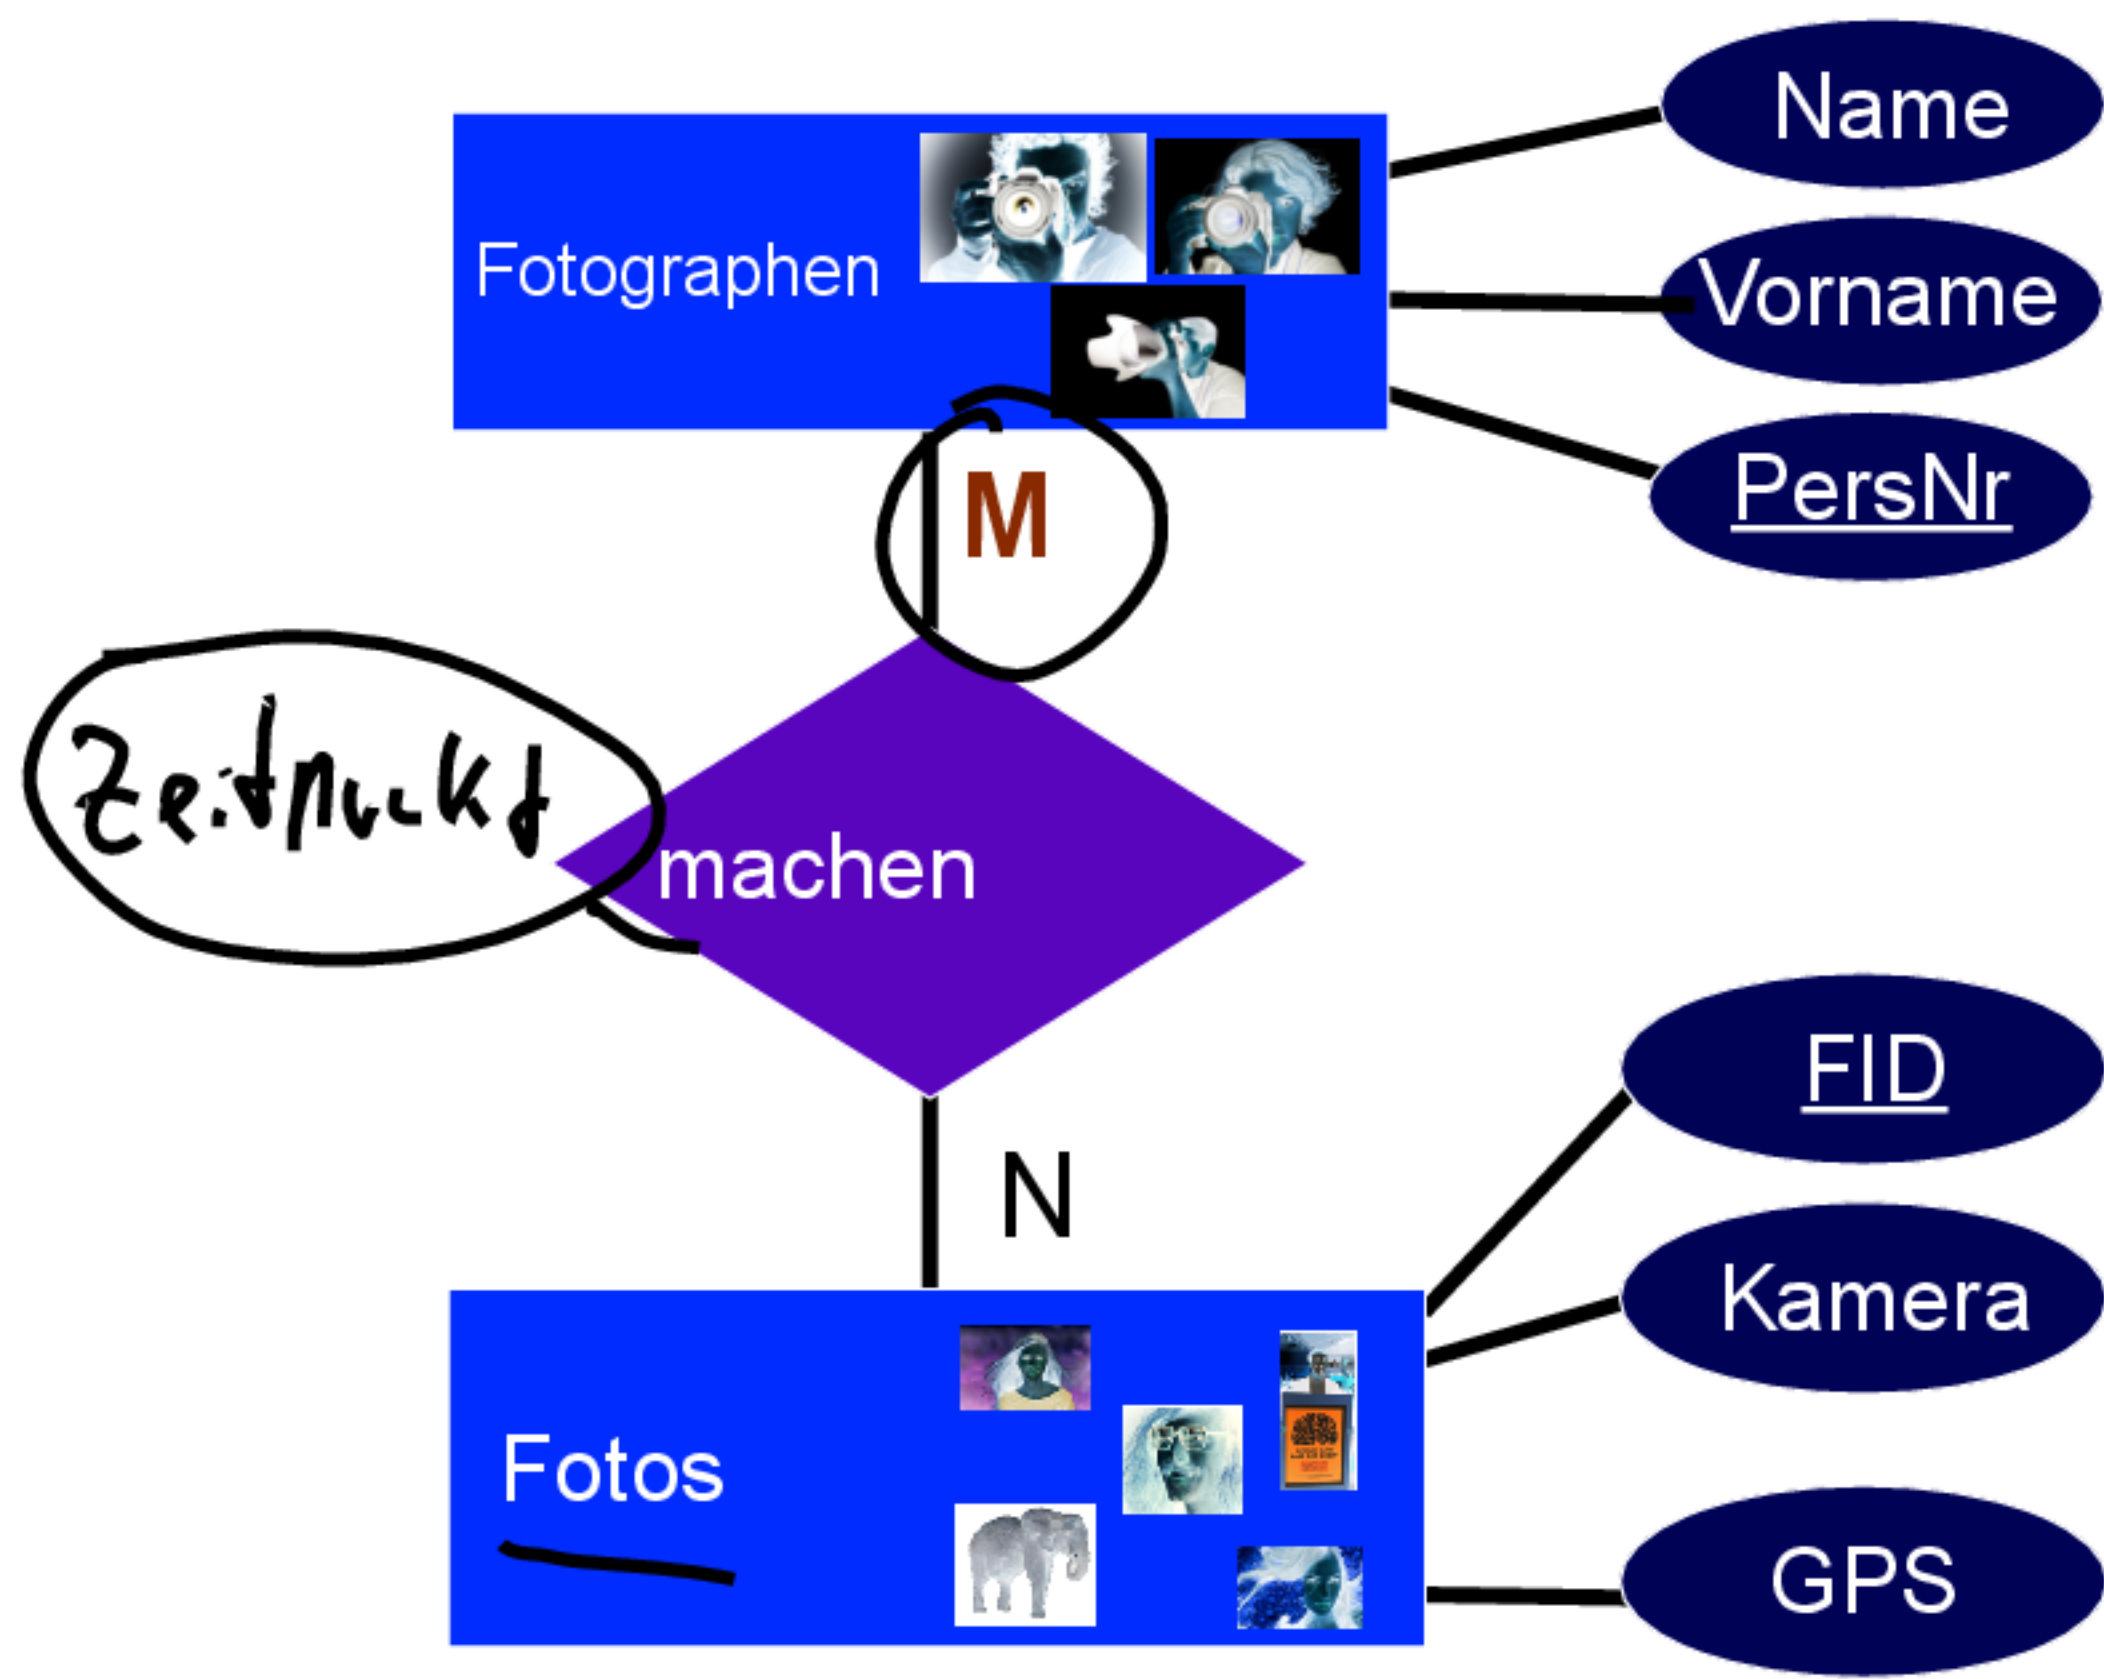 Name
Fotographen
Vorname
PersNr
M
Zeitpunkt
machen
FID
N
Kamera
Fotos
GPS